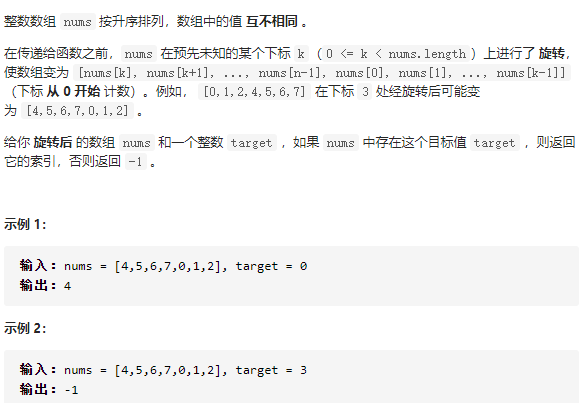 整数数组 nums 按升序排列，数组中的值 互不相同 。
在传递给函数之前，nums 在预先未知的某个下标 k（0 <= k < nums.length）上进行了 旋转，
使数组变为 [nums[k], nums[k+1], ..., nums[n-1], nums[0], nums[1], ..., nums[k-1]]
（下标 从 0 开始 计数）。例如， [0,1,2,4,5,6,7] 在下标 3 处经旋转后可能变
为 [4,5,6,7,0,1,2] 。
给你 旋转后 的数组 nums 和一个整数 target ，如果 nums 中存在这个目标值 target ，则返回
它的索引，否则返回 -1 。
示例 1：
输入：nums = [4,5,6,7,0,1,2], target = 0
输出：4
示例 2：
输入：nums = [4,5,6,7,0,1,2], target = 3
输出：-1